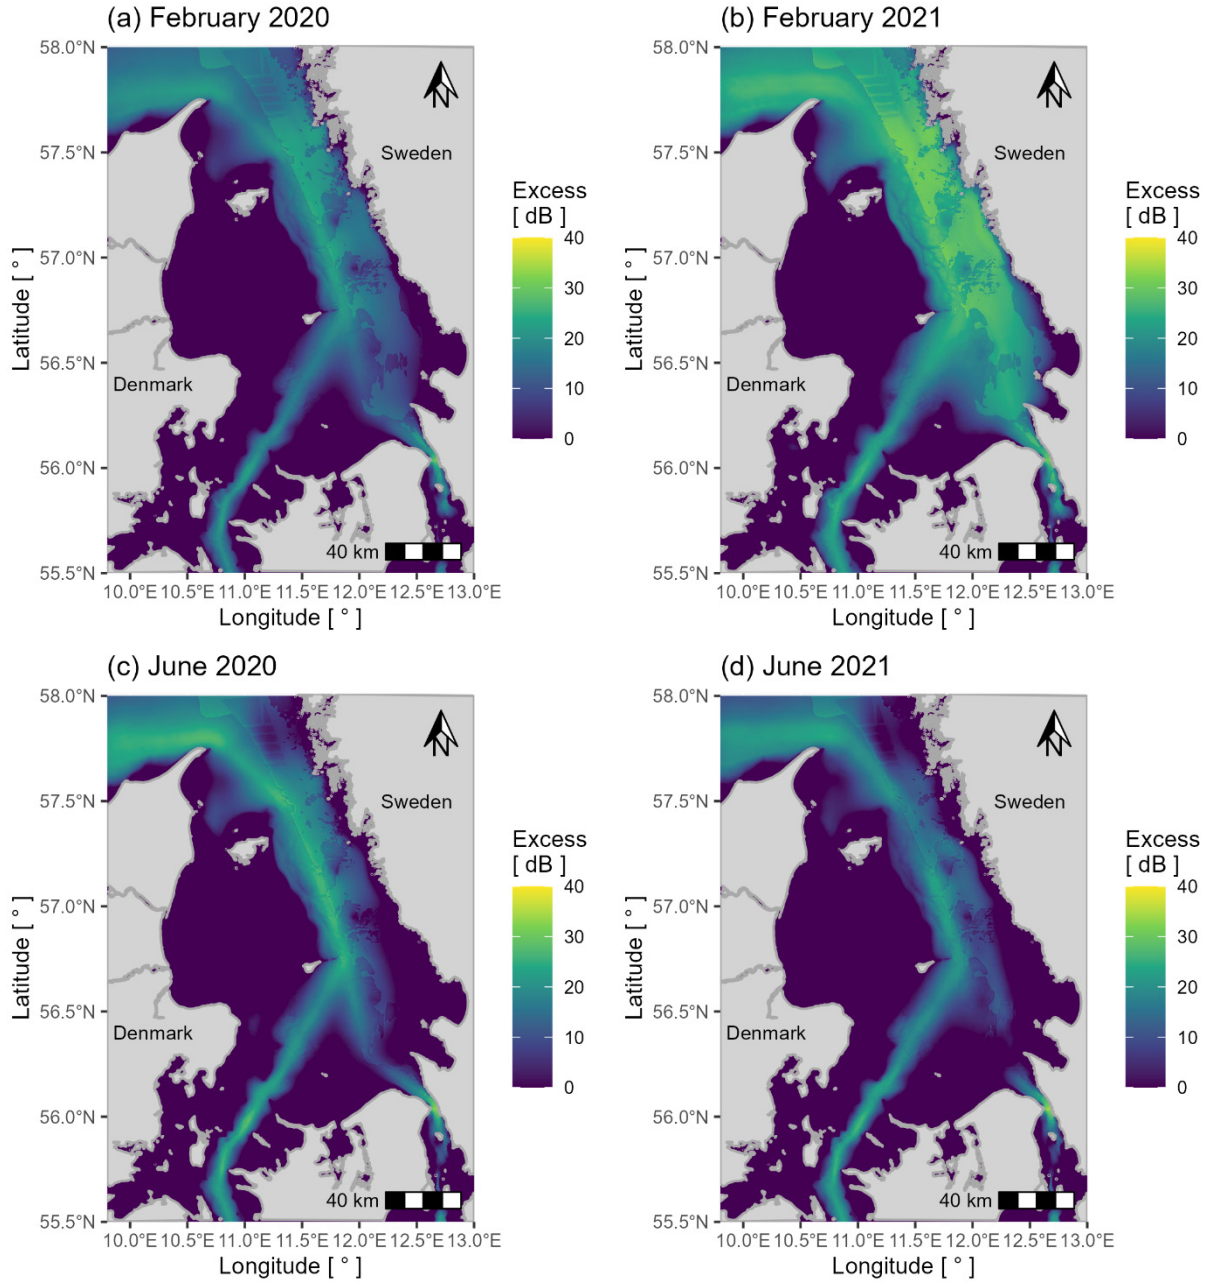 (a) February 2020
58.0°N
57.5°N
57.0°N
56.5°N
56.0°N
55.5°N
Latitude [ ° ]
N
Sweden
Denmark
40 km
10.0°E 10.5°E 11.0°E 11.5°E 12.0°E 12.5°E 13.0°E
Longitude [ ° ]
Excess
[ dB ]
40
30
20
10
0
(b) February 2021
58.0°N
57.5°N
57.0°N
56.5°N
56.0°N
55.5°N
Latitude [ ° ]
N
Sweden
Denmark
40 km
10.0°E 10.5°E 11.0°E 11.5°E 12.0°E 12.5°E 13.0°E
Longitude [ ° ]
Excess
[ dB ]
40
30
20
10
0
(c) June 2020
58.0°N
57.5°N
57.0°N
56.5°N
56.0°N
55.5°N
Latitude [ ° ]
N
Sweden
Denmark
40 km
10.0°E 10.5°E 11.0°E 11.5°E 12.0°E 12.5°E 13.0°E
Longitude [ ° ]
Excess
[ dB ]
40
30
20
10
0
(d) June 2021
58.0°N
57.5°N
57.0°N
56.5°N
56.0°N
55.5°N
Latitude [ ° ]
N
Sweden
Denmark
40 km
10.0°E 10.5°E 11.0°E 11.5°E 12.0°E 12.5°E 13.0°E
Longitude [ ° ]
Excess
[ dB ]
40
30
20
10
0